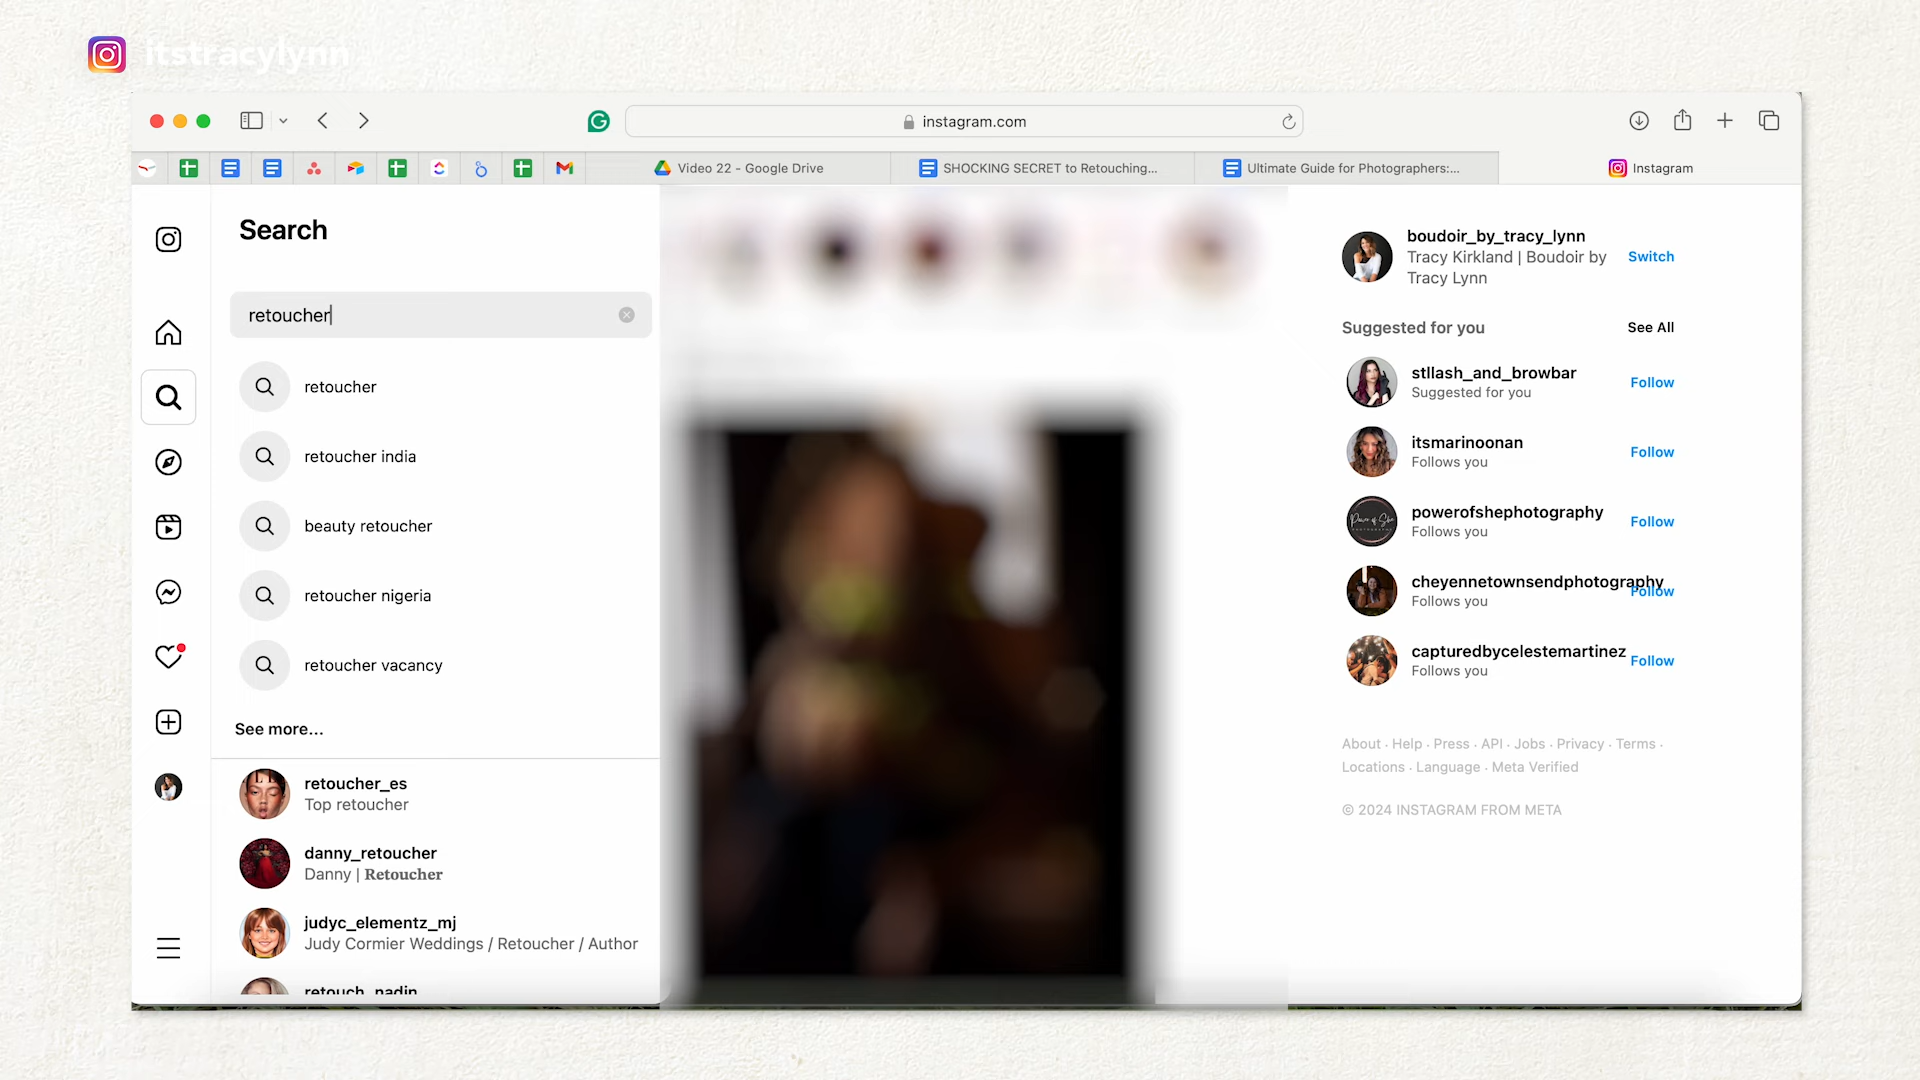 itstracylynn
instagram.com
Video 22 - Google Drive
SHOCKING SECRET to Retouching...
Ultimate Guide for Photographers:...
Instagram
Search
retoucher
retoucher
retoucher india
beauty retoucher
retoucher nigeria
retoucher vacancy
See more...
retoucher_es
Top retoucher
danny_retoucher
Danny | Retoucher
judyc_elementz_mj
Judy Cormier Weddings / Retoucher / Author
retouch_nadin
boudoir_by_tracy_lynn
Tracy Kirkland | Boudoir by
Tracy Lynn
Switch
Suggested for you
See All
stllash_and_browbar
Suggested for you
Follow
itsmarinoonan
Follows you
Follow
powerofshephotography
Follows you
Follow
cheyennetownsendphotography
Follows you
Follow
capturedbycelestemartinez
Follows you
Follow
About · Help · Press · API · Jobs · Privacy · Terms ·
Locations · Language · Meta Verified
© 2024 INSTAGRAM FROM META